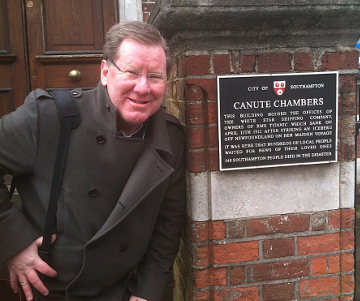 CITY OF SOUTHAMPTON
CANUTE CHAMBERS
THIS BUILDING HOUSED THE OFFICES OF
THE WHITE STAR SHIPPING COMPANY,
OWNERS OF RMS TITANIC WHICH SANK ON
APRIL 15TH 1912 AFTER STRIKING AN ICEBERG
OFF NEWFOUNDLAND ON HER MAIDEN VOYAGE
IT WAS HERE THAT HUNDREDS OF LOCAL PEOPLE
WAITED FOR NEWS OF THEIR LOVED ONES
SOUTHAMPTON PEOPLE DIED IN THE DISASTER